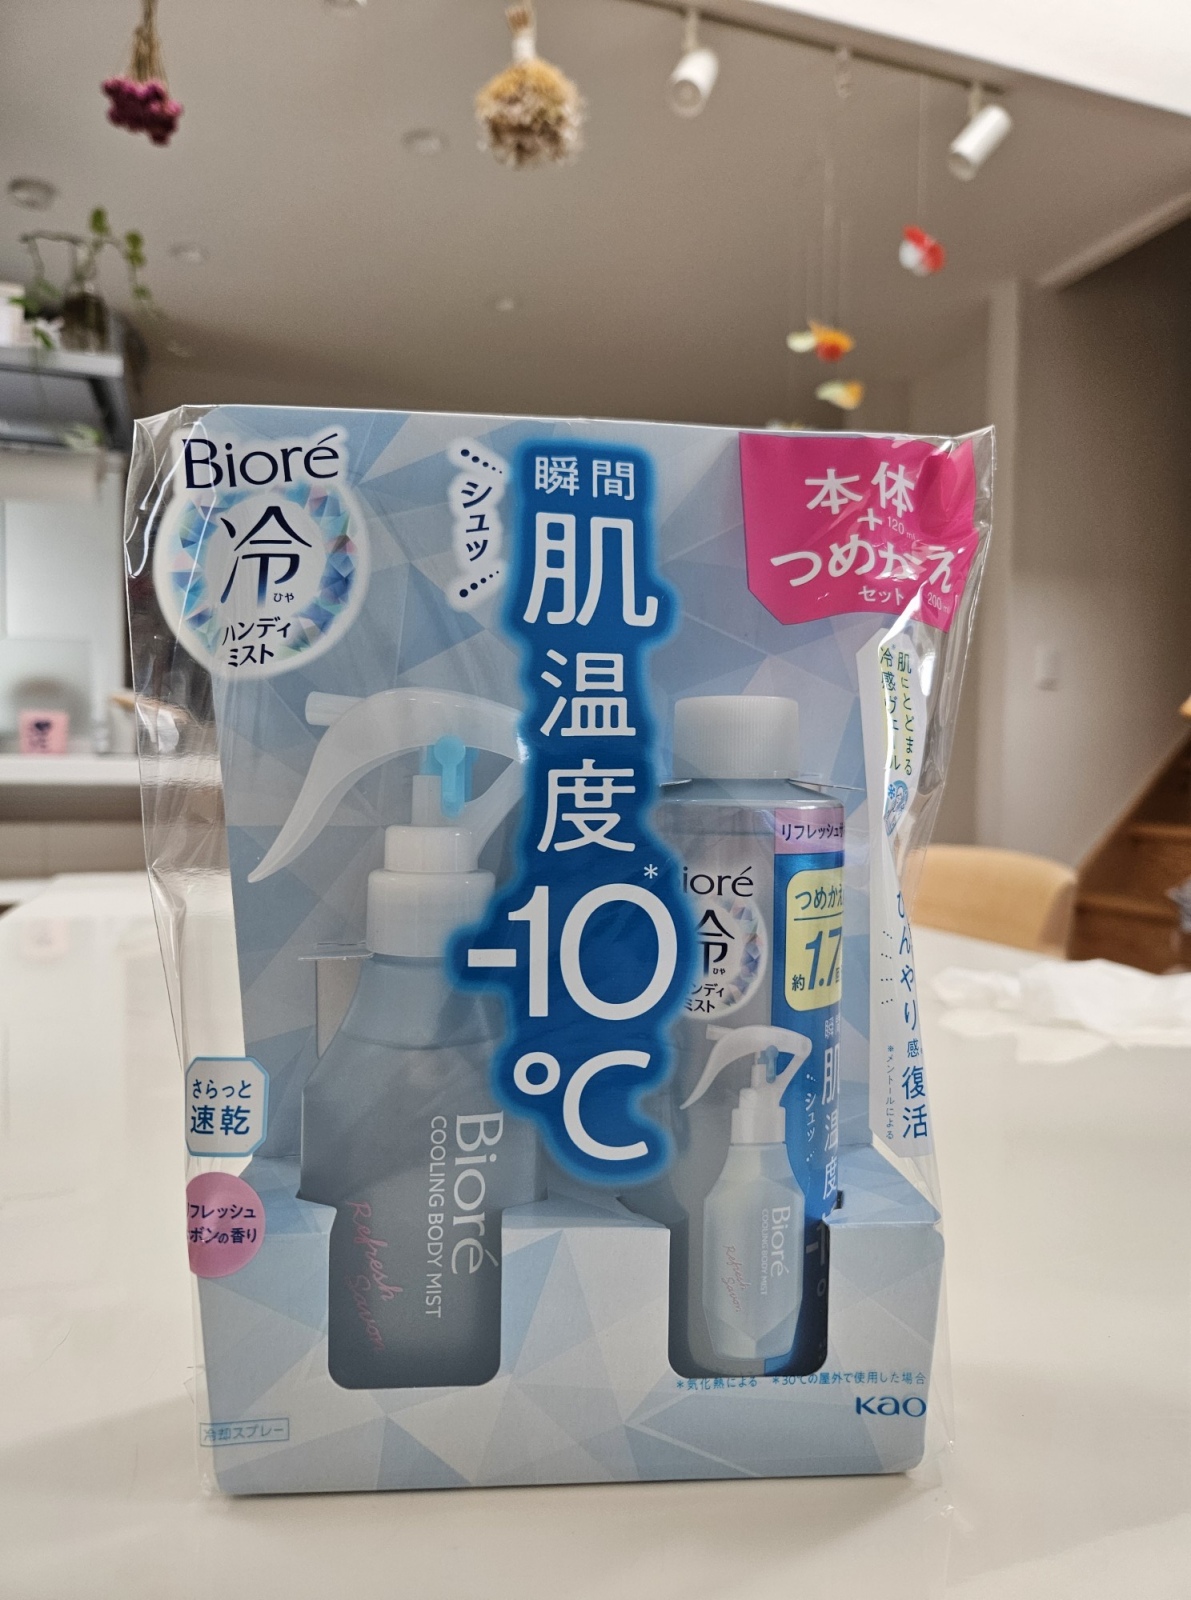 Bioré
冷
ひや
ハンディ
ミスト
シュッ
瞬間
肌温度
-10
*
℃
本体
+
120ml
つめかえ
セット
200ml
肌にとどまる
冷感ヴェール
ひんやり感復活
*メントールによる
リフレッシュ
ioré
冷
ひや
ンディ
ミスト
つめかえ
約1.7
瞬
シュッ
肌温度
Bioré
COOLING BODY MIST
Refresh
Savon
さらっと
速乾
フレッシュ
ボンの香り
Bioré
COOLING BODY MIST
Refresh
Savon
*気化熱による *30℃の屋外で使用した場合
Kao
冷却スプレー